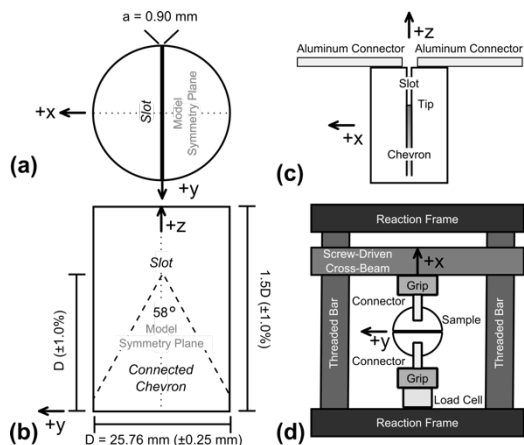 a = 0.90 mm
+x
Slot
Model
Symmetry Plane
(a)
+y
+z
Slot
58°
Model
Symmetry Plane
Connected
Chevron
D (±1.0%)
1.5D (±1.0%)
(b)
+y
D = 25.76 mm (±0.25 mm)
+z
Aluminum Connector
Aluminum Connector
Slot
Tip
+x
Chevron
(c)
Reaction Frame
Screw-Driven
Cross-Beam
+x
Grip
Connector
Sample
+y
Connector
Threaded Bar
Threaded Bar
Grip
Load Cell
(d)
Reaction Frame